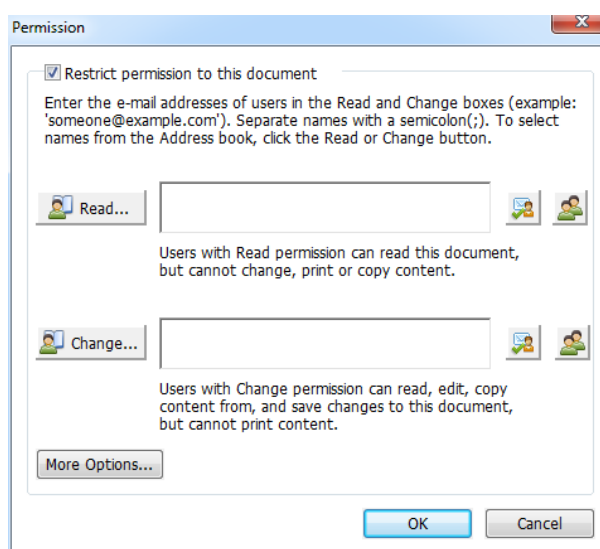 Permission
Restrict permission to this document
Enter the e-mail addresses of users in the Read and Change boxes (example:
'someone@example.com'). Separate names with a semicolon(;). To select
names from the Address book, click the Read or Change button.
Read...
Users with Read permission can read this document,
but cannot change, print or copy content.
Change...
Users with Change permission can read, edit, copy
content from, and save changes to this document,
but cannot print content.
More Options...
OK Cancel